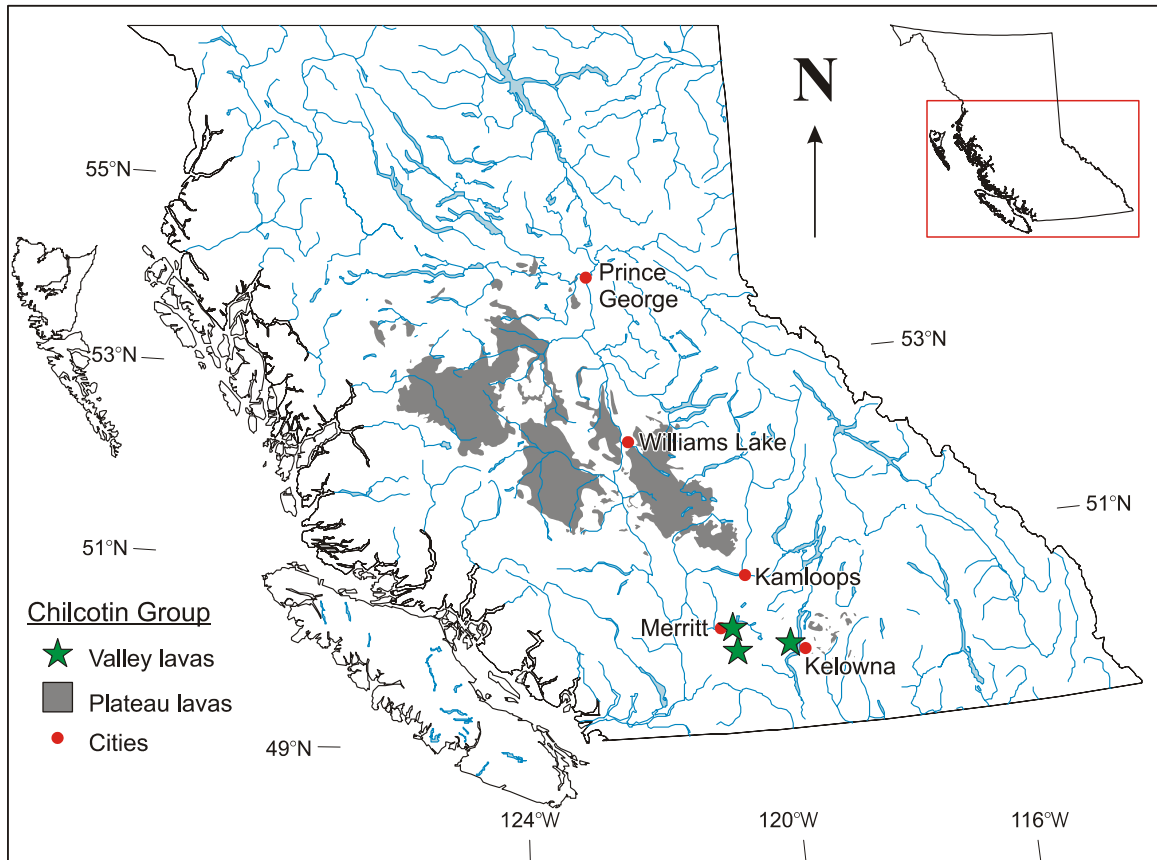 N
55°N
Prince
George
53°N
53°N
Williams Lake
51°N
51°N
Kamloops
Chilcotin Group
Merritt
Valley lavas
Kelowna
Plateau lavas
Cities
49°N
124°W
120°W
116°W